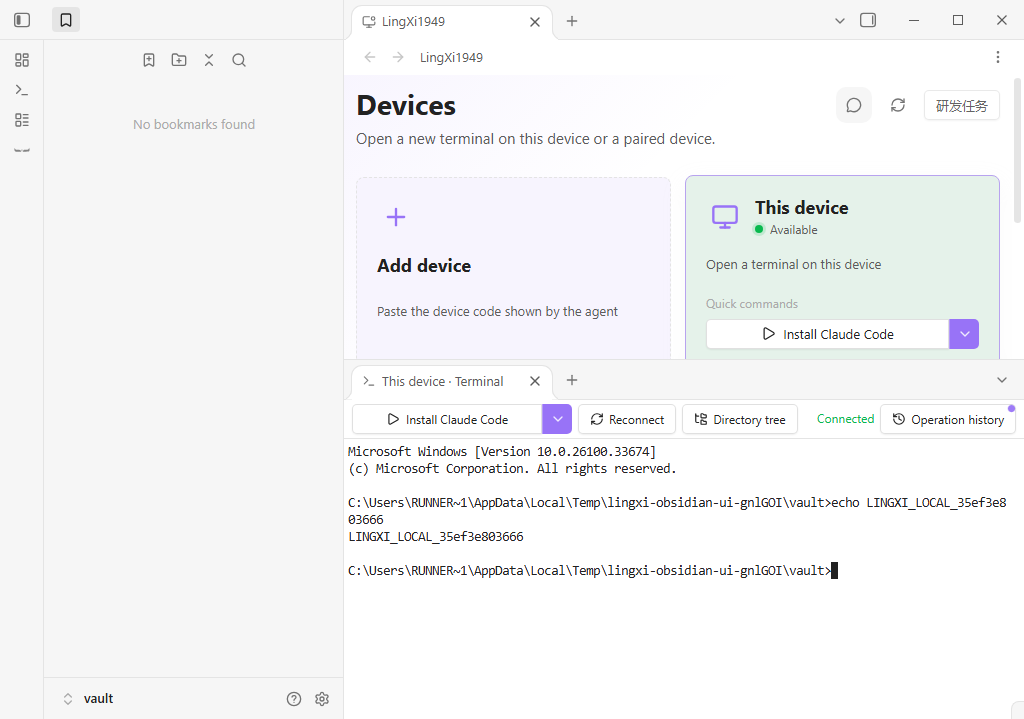 LingXi1949
LingXi1949
No bookmarks found
Devices
研发任务
Open a new terminal on this device or a paired device.
Add device
Paste the device code shown by the agent
This device
Available
Open a terminal on this device
Quick commands
Install Claude Code
This device · Terminal
Install Claude Code
Reconnect
Directory tree
Connected
Operation history
Microsoft Windows [Version 10.0.26100.33674]
(c) Microsoft Corporation. All rights reserved.
C:\Users\RUNNER~1\AppData\Local\Temp\lingxi-obsidian-ui-gnlGOI\vault>echo LINGXI_LOCAL_35ef3e8
03666
LINGXI_LOCAL_35ef3e803666
C:\Users\RUNNER~1\AppData\Local\Temp\lingxi-obsidian-ui-gnlGOI\vault>
vault